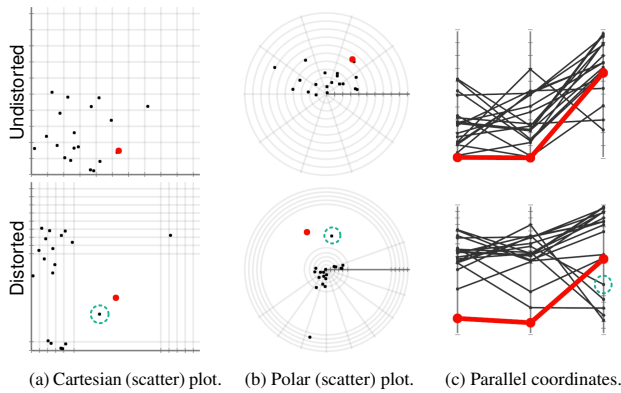 Undistorted
Distorted
(a) Cartesian (scatter) plot. (b) Polar (scatter) plot. (c) Parallel coordinates.